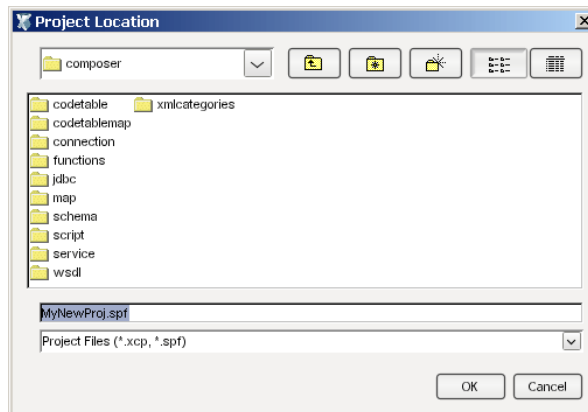 Project Location
composer
codetable xmlcategories
codetablemap
connection
functions
jdbc
map
schema
script
service
wsdl
MyNewProj.spf
Project Files (*.xcp, *.spf)
OK Cancel